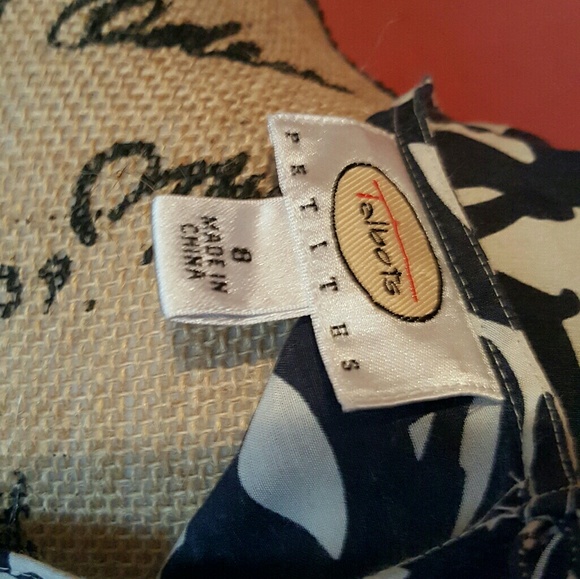 PETITES
Talbots
8
MADE IN
CHINA